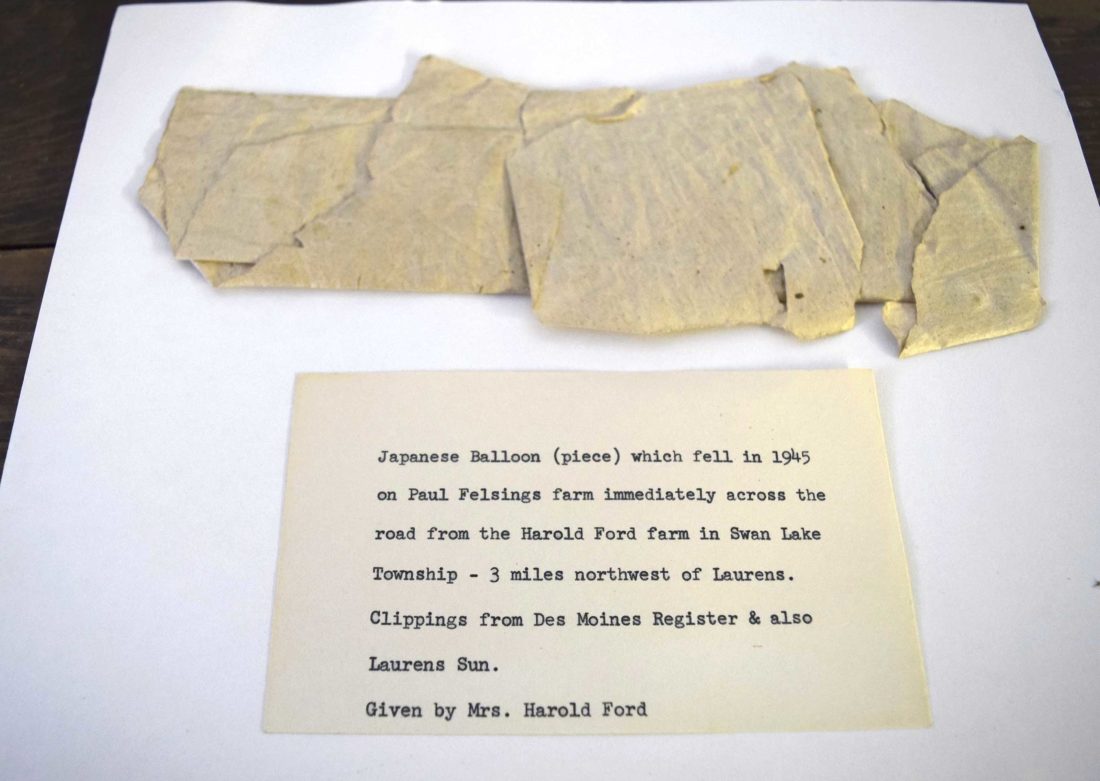 Japanese Balloon (piece) which fell in 1945
on Paul Felsings farm immediately across the
road from the Harold Ford farm in Swan Lake
Township - 3 miles northwest of Laurens.
Clippings from Des Moines Register & also
Laurens Sun.
Given by Mrs. Harold Ford